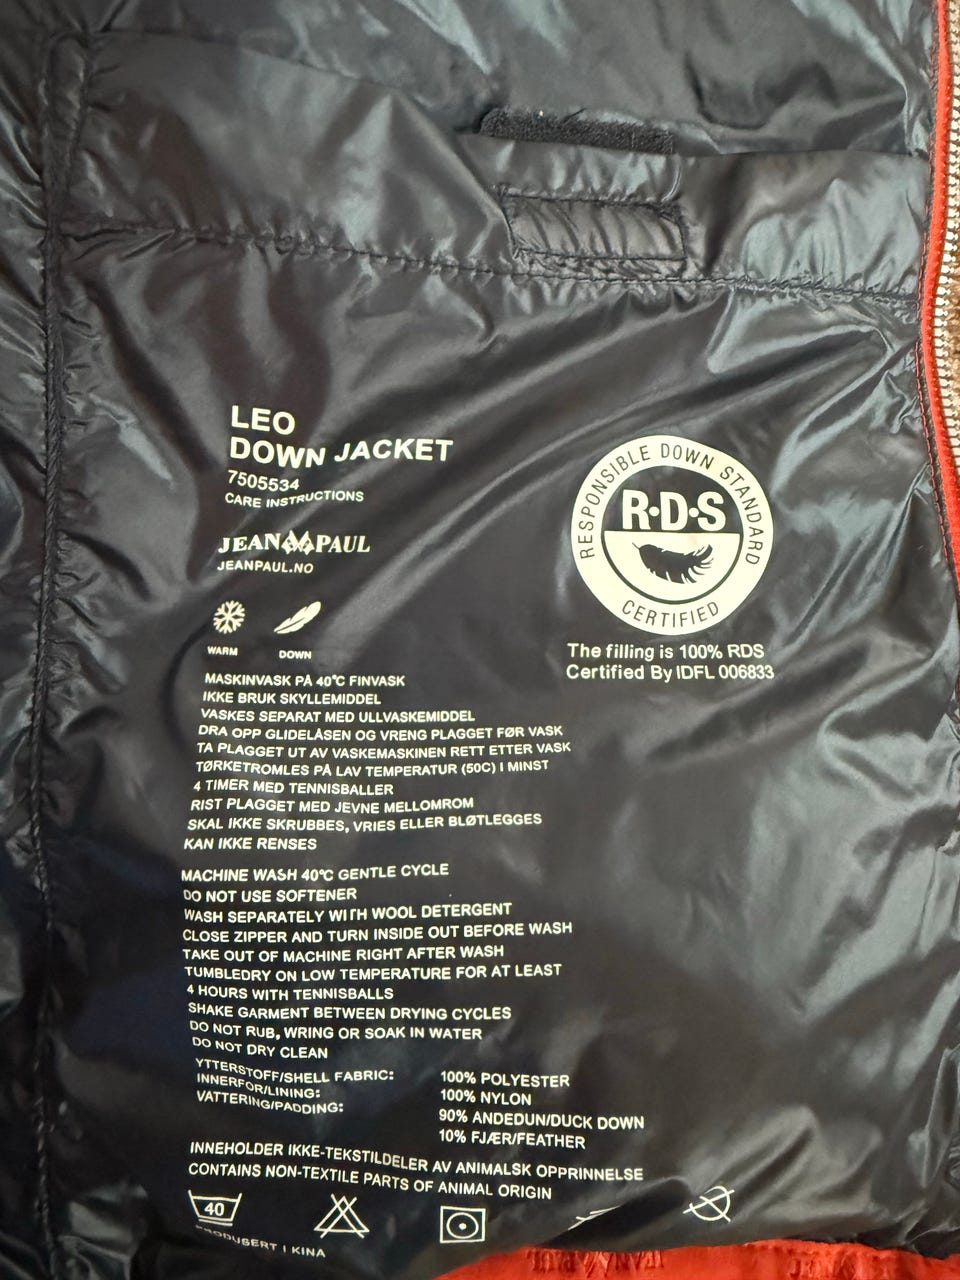 LEO
DOWN JACKET
7505534
CARE INSTRUCTIONS
JEAN PAUL
JEANPAUL.NO
WARM DOWN
RESPONSIBLE DOWN STANDARD
R·D·S
CERTIFIED
The filling is 100% RDS
Certified By IDFL 006833
MASKINVASK PÅ 40°C FINVASK
IKKE BRUK SKYLLEMIDDEL
VASKES SEPARAT MED ULLVASKEMIDDEL
DRA OPP GLIDELÅSEN OG VRENG PLAGGET FØR VASK
TA PLAGGET UT AV VASKEMASKINEN RETT ETTER VASK
TØRKETROMLES PÅ LAV TEMPERATUR (50C) I MINST
4 TIMER MED TENNISBALLER
RIST PLAGGET MED JEVNE MELLOMROM
SKAL IKKE SKRUBBES, VRIES ELLER BLØTLEGGES
KAN IKKE RENSES
MACHINE WASH 40°C GENTLE CYCLE
DO NOT USE SOFTENER
WASH SEPARATELY WITH WOOL DETERGENT
CLOSE ZIPPER AND TURN INSIDE OUT BEFORE WASH
TAKE OUT OF MACHINE RIGHT AFTER WASH
TUMBLEDRY ON LOW TEMPERATURE FOR AT LEAST
4 HOURS WITH TENNISBALLS
SHAKE GARMENT BETWEEN DRYING CYCLES
DO NOT RUB, WRING OR SOAK IN WATER
DO NOT DRY CLEAN
YTTERSTOFF/SHELL FABRIC: 100% POLYESTER
INNERFOR/LINING: 100% NYLON
VATTERING/PADDING: 90% ANDEDUN/DUCK DOWN
10% FJÆR/FEATHER
INNEHOLDER IKKE-TEKSTILDELER AV ANIMALSK OPPRINNELSE
CONTAINS NON-TEXTILE PARTS OF ANIMAL ORIGIN
40
PRODUSERT I KINA